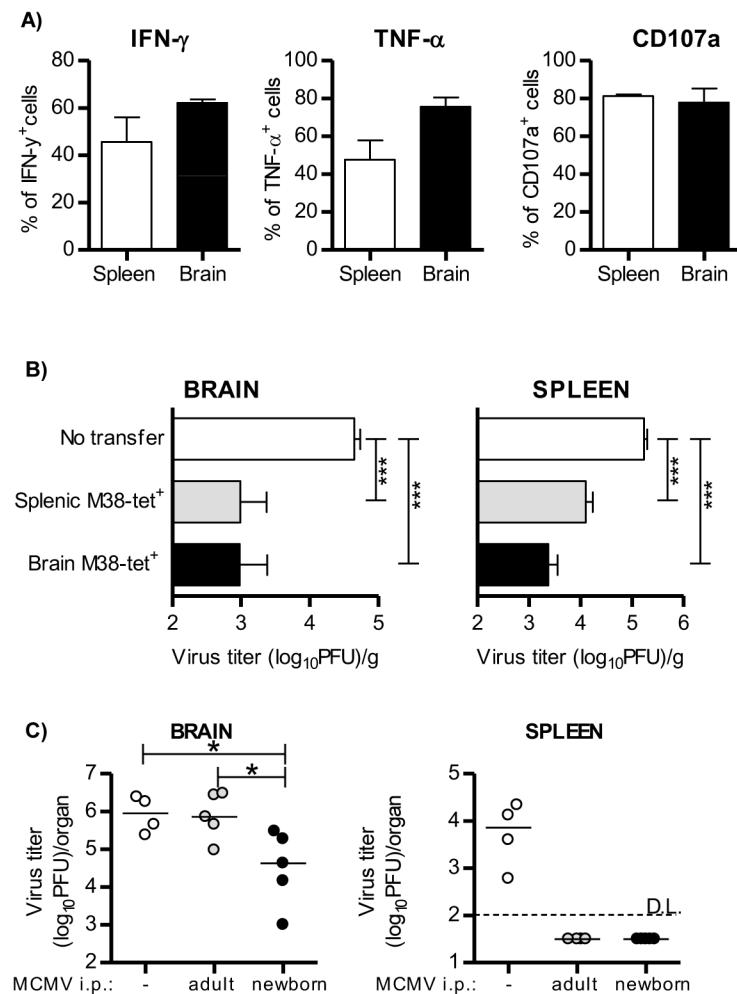 A)
IFN-γ
% of IFN-y⁺cells
80
60
40
20
0
Spleen Brain
TNF-α
% of TNF-α⁺ cells
100
80
60
40
20
0
Spleen Brain
CD107a
% of CD107a⁺ cells
100
80
60
40
20
0
Spleen Brain
B)
BRAIN
No transfer
Splenic M38-tet⁺
Brain M38-tet⁺
***
***
2 3 4 5
Virus titer (log₁₀PFU)/g
SPLEEN
***
***
2 3 4 5 6
Virus titer (log₁₀PFU)/g
C)
BRAIN
*
*
Virus titer
(log₁₀PFU)/organ
7
6
5
4
3
2
MCMV i.p.: - adult newborn
SPLEEN
Virus titer
(log₁₀PFU)/organ
5
4
3
2
1
D.L.
MCMV i.p.: - adult newborn